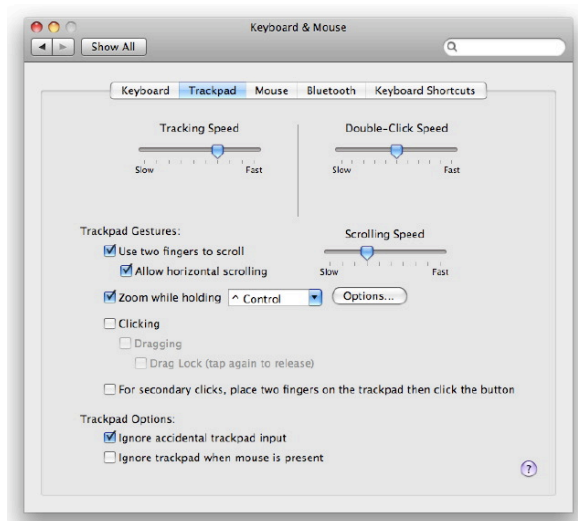 Keyboard & Mouse
Show All
Keyboard Trackpad Mouse Bluetooth Keyboard Shortcuts
Tracking Speed Double-Click Speed
Slow Fast Slow Fast
Trackpad Gestures: Scrolling Speed
Use two fingers to scroll
Allow horizontal scrolling Slow Fast
Zoom while holding ^ Control Options...
Clicking
Dragging
Drag Lock (tap again to release)
For secondary clicks, place two fingers on the trackpad then click the button
Trackpad Options:
Ignore accidental trackpad input
Ignore trackpad when mouse is present
?